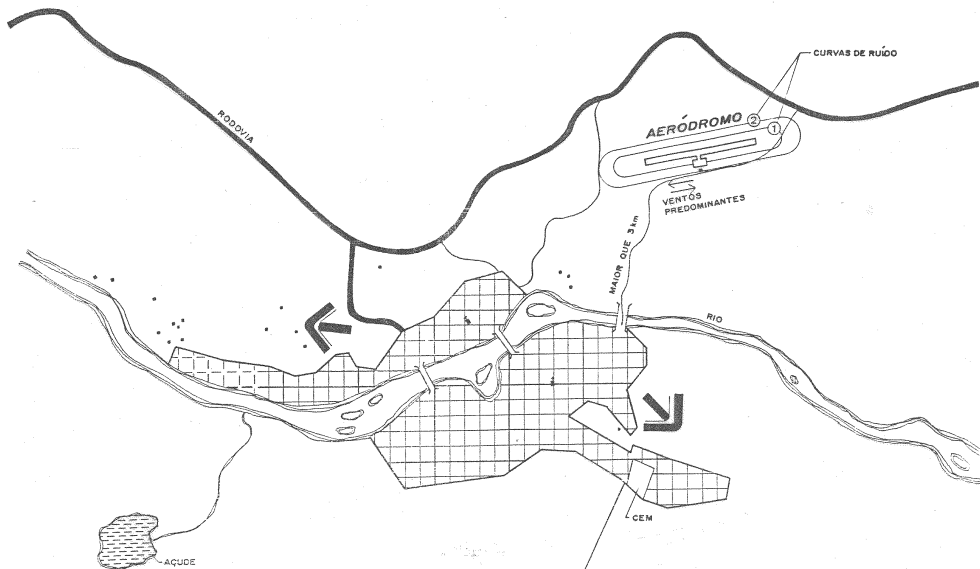 CURVAS DE RUÍDO
RODOVIA
AERÓDROMO
2
1
VENTOS
PREDOMINANTES
MAIOR QUE 3 km
RIO
CEM
AÇUDE